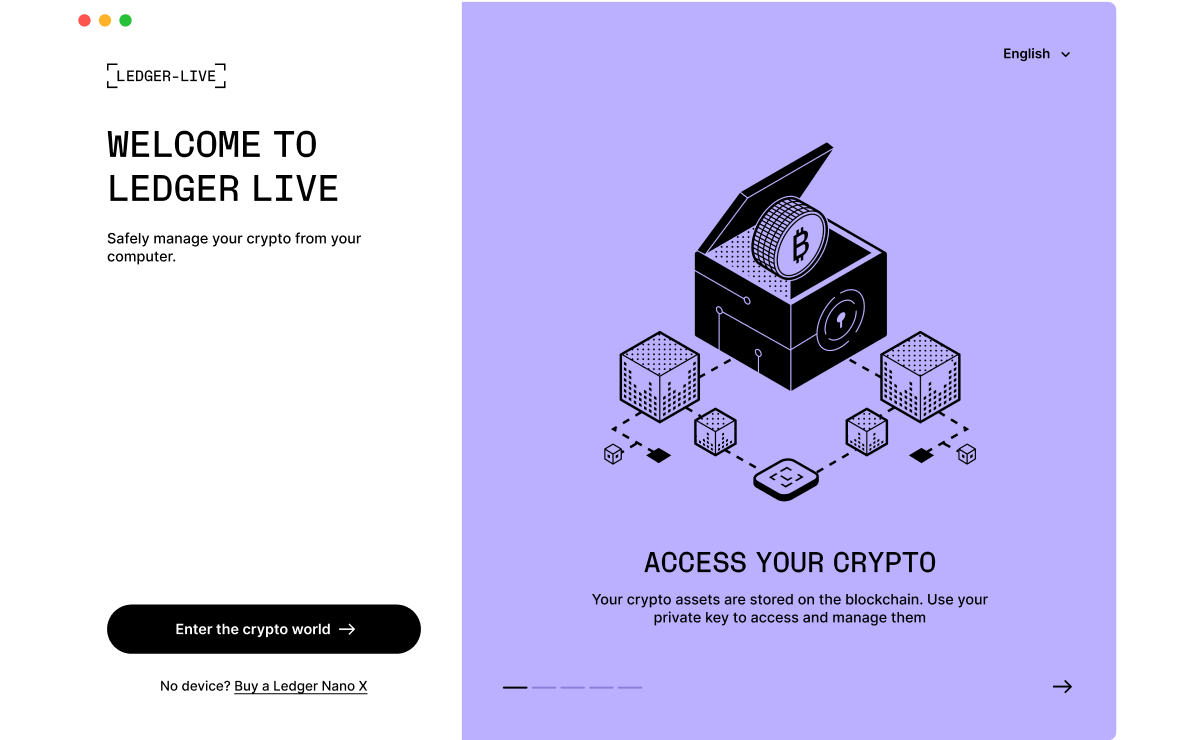 LEDGER-LIVE
WELCOME TO
LEDGER LIVE
Safely manage your crypto from your
computer.
Enter the crypto world
No device? Buy a Ledger Nano X
English
ACCESS YOUR CRYPTO
Your crypto assets are stored on the blockchain. Use your
private key to access and manage them